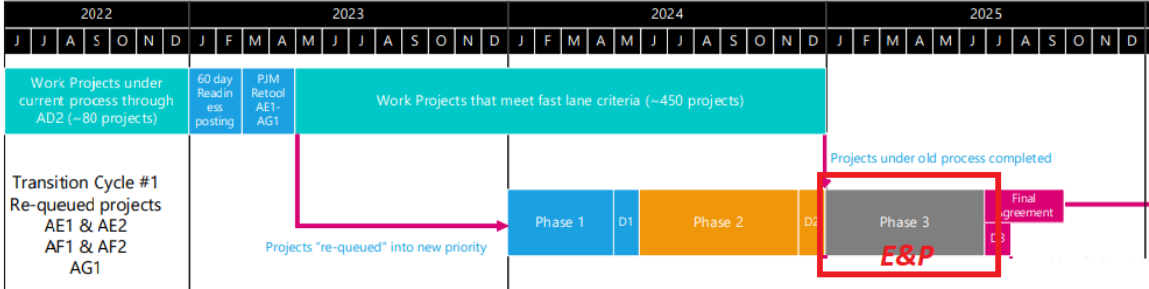 2022 2023 2024 2025
J J A S O N D J F M A M J J A S O N D J F M A M J J A S O N D J F M A M J J A S O N D
Work Projects under
current process through
AD2 (~80 projects)
60 day
Readin
ess
posting
PJM
Retool
AE1-
AG1
Work Projects that meet fast lane criteria (~450 projects)
Projects under old process completed
Transition Cycle #1
Re-queued projects
AE1 & AE2
AF1 & AF2
AG1
Projects "re-queued" into new priority
Phase 1
D1
Phase 2
D2
Phase 3
E&P
Final
Agreement
D3